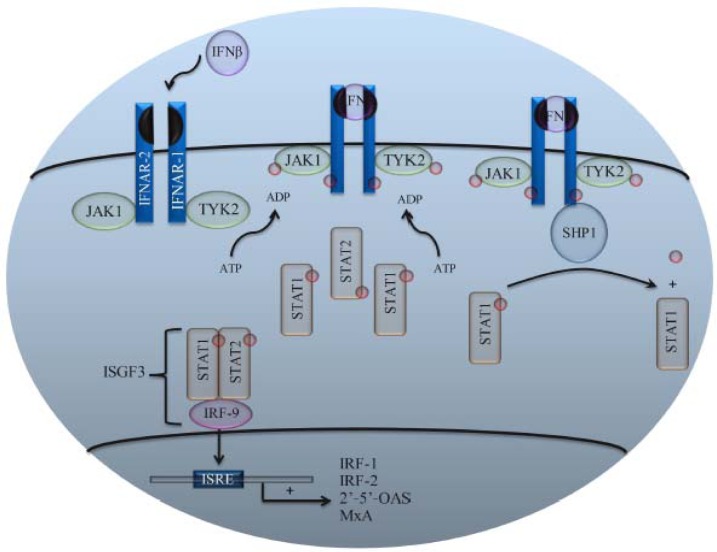 IFNβ
IFNAR-2
IFNAR-1
JAK1
TYK2
IFN
JAK1
TYK2
ADP
ADP
ATP
ATP
IFN
JAK1
TYK2
SHP1
STAT1
STAT2
STAT1
STAT1
+
STAT1
ISGF3
STAT1
STAT2
IRF-9
ISRE
+
IRF-1
IRF-2
2’-5’-OAS
MxA